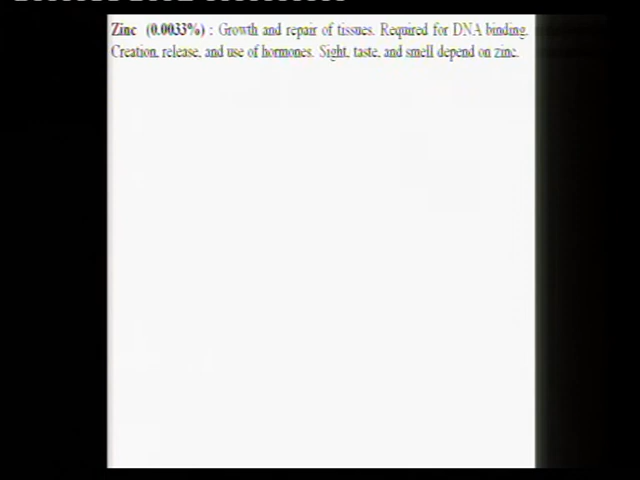 Zinc (0.0033%) : Growth and repair of tissues. Required for DNA binding.
Creation, release, and use of hormones. Sight, taste, and smell depend on zinc.